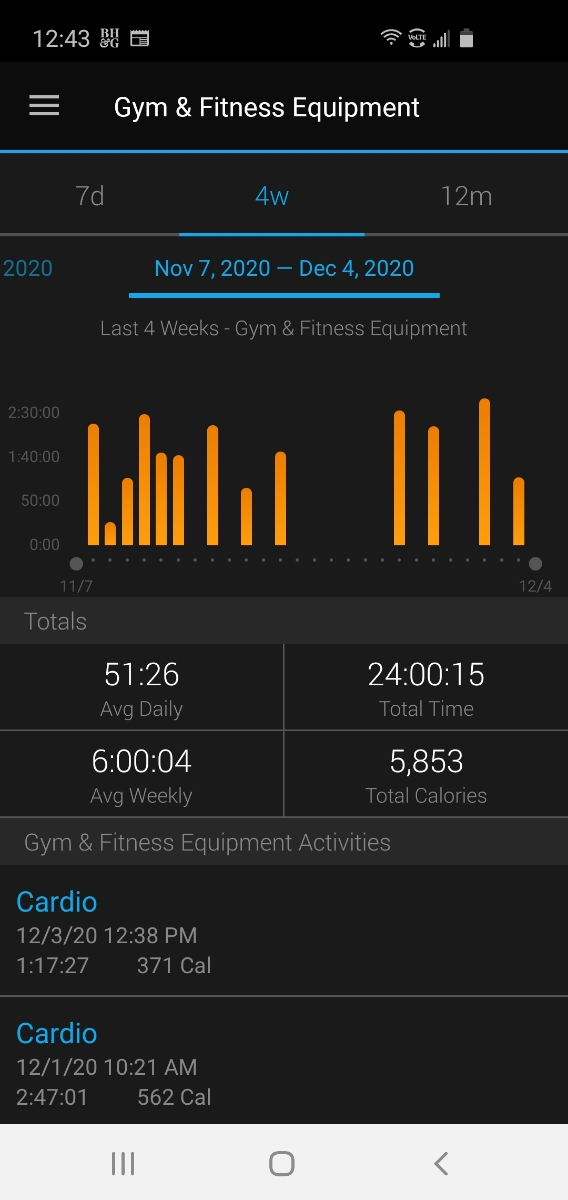 12:43 BH&G VoLTE
Gym & Fitness Equipment
7d 4w 12m
2020 Nov 7, 2020 — Dec 4, 2020
Last 4 Weeks - Gym & Fitness Equipment
2:30:00
1:40:00
50:00
0:00
11/7 12/4
Totals
51:26 24:00:15
Avg Daily Total Time
6:00:04 5,853
Avg Weekly Total Calories
Gym & Fitness Equipment Activities
Cardio
12/3/20 12:38 PM
1:17:27 371 Cal
Cardio
12/1/20 10:21 AM
2:47:01 562 Cal